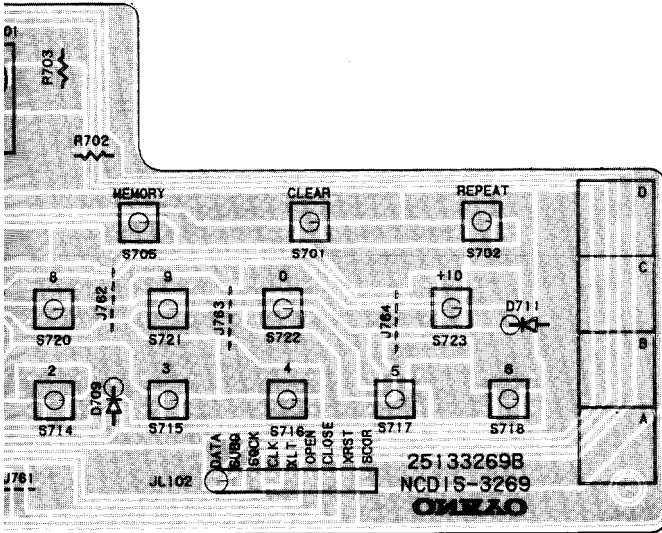 01
R703
R702
MEMORY CLEAR REPEAT
D
S705 S701 S702
C
8 J762 9 J763 0 J764 +10
D711
S720 S721 S722 S723
B
2 D709 3 4 5 6
A
S714 S715 S716 S717 S718
DATA
SUBQ
SQCK
CLK
XLT
OPEN
CLOSE
XRST
SCOR
J761 JL102
25133269B
NCDIS-3269
ONKYO